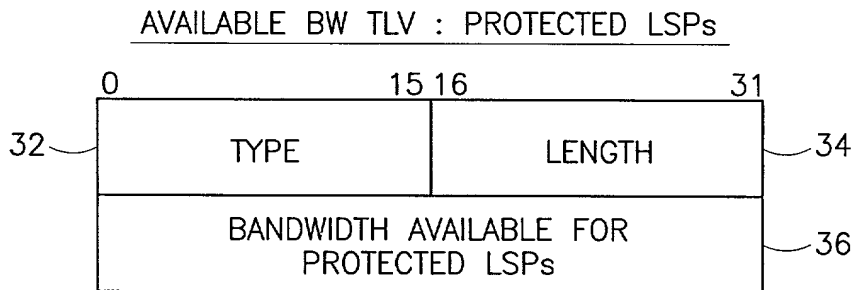 AVAILABLE BW TLV : PROTECTED LSPs
0 15 16 31
32 TYPE LENGTH 34
BANDWIDTH AVAILABLE FOR
PROTECTED LSPs 36